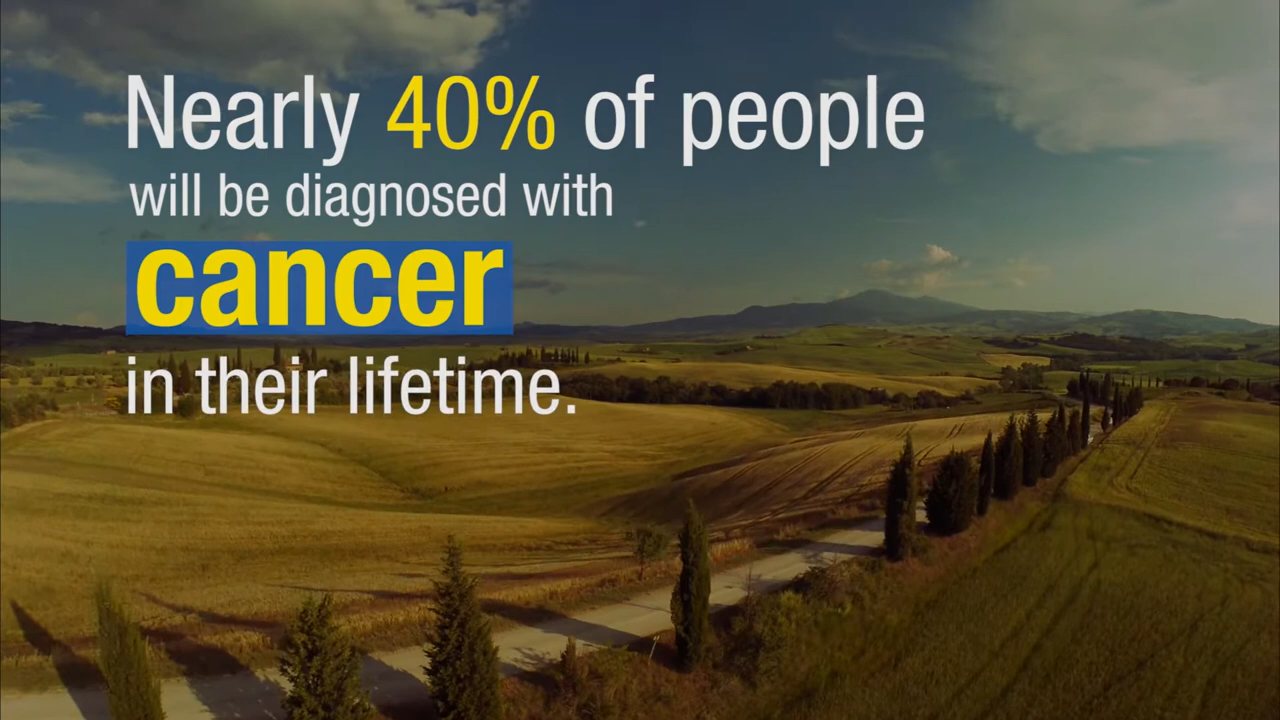 Nearly 40% of people
will be diagnosed with
cancer
in their lifetime.